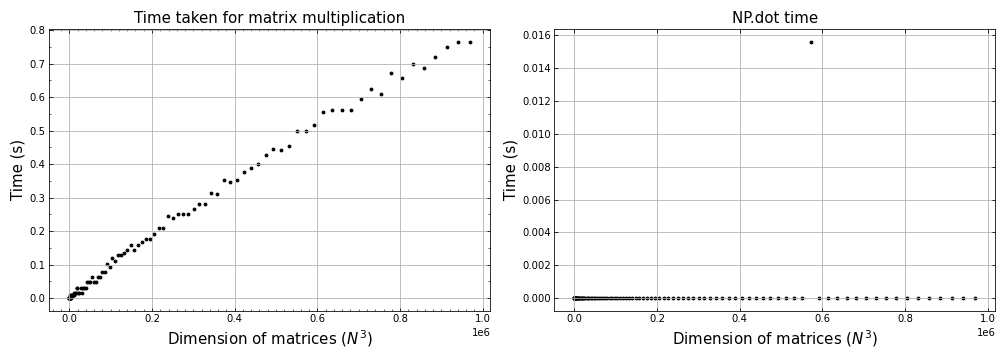 Time taken for matrix multiplication
Time (s)
0.8
0.7
0.6
0.5
0.4
0.3
0.2
0.1
0.0
0.0 0.2 0.4 0.6 0.8 1.0
1e6
Dimension of matrices (N³)
NP.dot time
Time (s)
0.016
0.014
0.012
0.010
0.008
0.006
0.004
0.002
0.000
0.0 0.2 0.4 0.6 0.8 1.0
1e6
Dimension of matrices (N³)